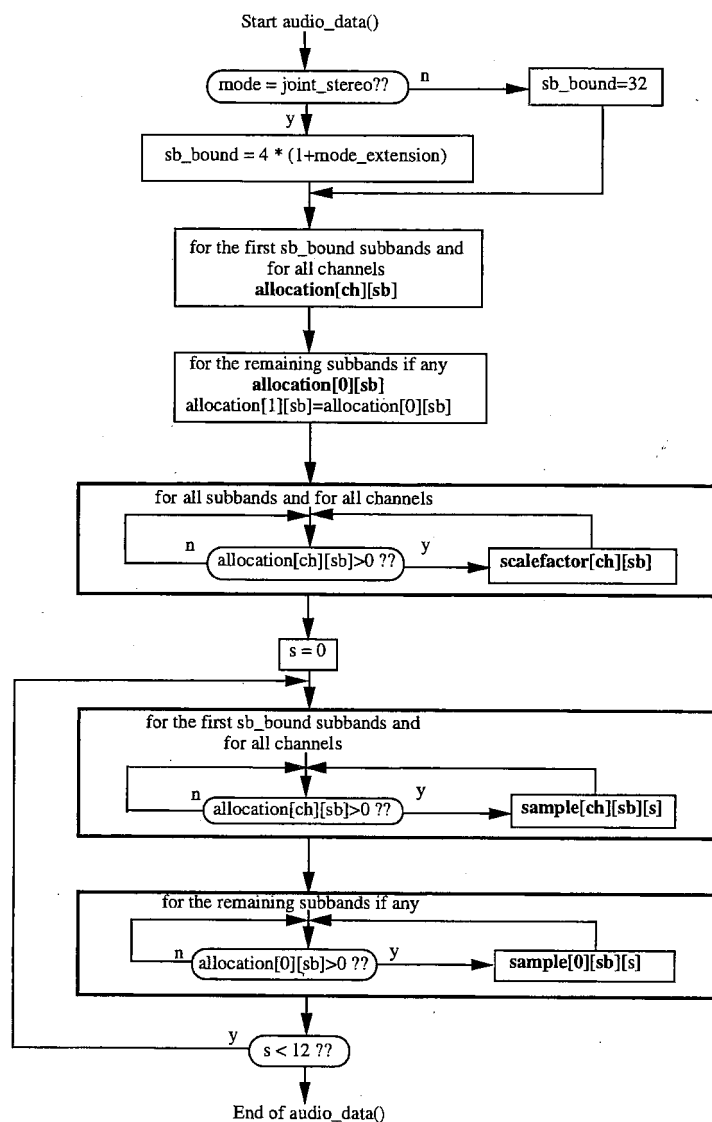 Start audio_data()
mode = joint_stereo??
n
sb_bound=32
y
sb_bound = 4 * (1+mode_extension)
for the first sb_bound subbands and
for all channels
allocation[ch][sb]
for the remaining subbands if any
allocation[0][sb]
allocation[1][sb]=allocation[0][sb]
for all subbands and for all channels
n
allocation[ch][sb]>0 ??
y
scalefactor[ch][sb]
s = 0
for the first sb_bound subbands and
for all channels
n
allocation[ch][sb]>0 ??
y
sample[ch][sb][s]
for the remaining subbands if any
n
allocation[0][sb]>0 ??
y
sample[0][sb][s]
y
s < 12 ??
End of audio_data()